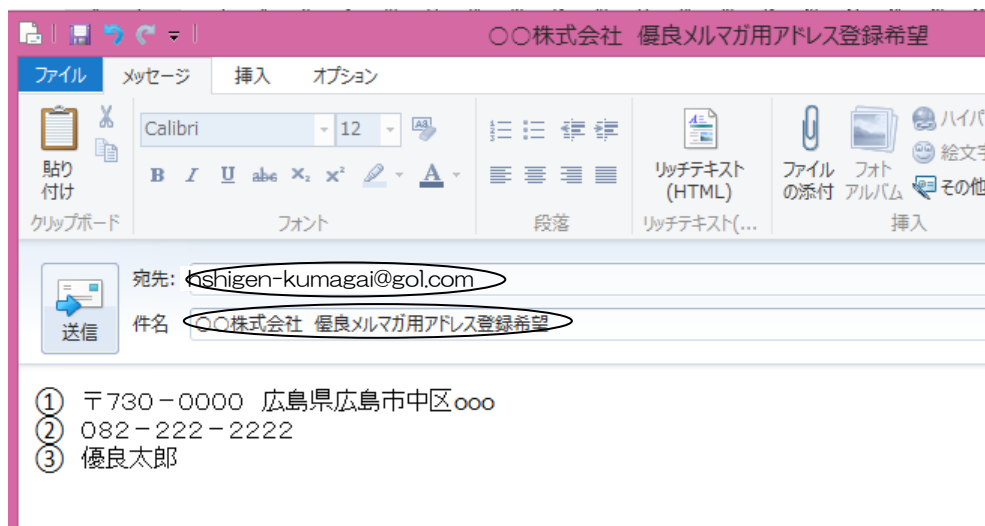 〇〇株式会社 優良メルマガ用アドレス登録希望
ファイル メッセージ 挿入 オプション
Calibri 12
貼り付け
B I U abc X₂ X² A
リッチテキスト (HTML)
ファイルの添付
フォトアルバム
ハイパ
絵文字
その他
クリップボード フォント 段落 リッチテキスト(... 挿入
送信
宛先: hshigen-kumagai@gol.com
件名 〇〇株式会社 優良メルマガ用アドレス登録希望
① 〒730-0000 広島県広島市中区ooo
② 082-222-2222
③ 優良太郎